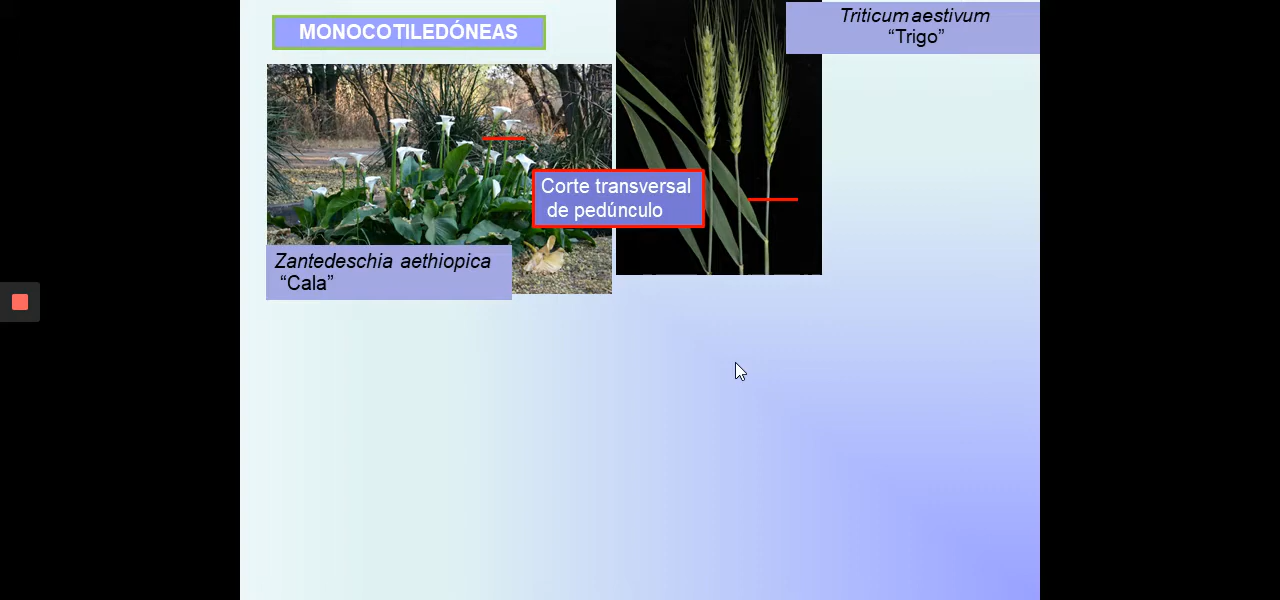 MONOCOTILEDÓNEAS
Triticum aestivum
“Trigo”
Corte transversal
de pedúnculo
Zantedeschia aethiopica
“Cala”